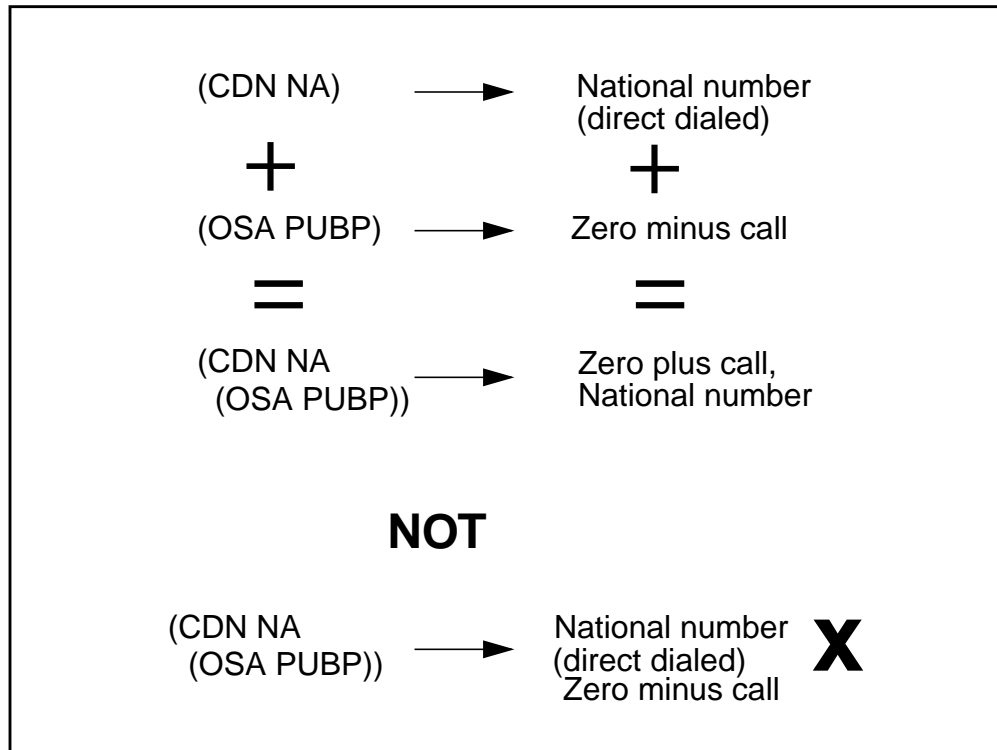 (CDN NA) National number
(direct dialed)
+ +
(OSA PUBP) Zero minus call
= =
(CDN NA Zero plus call,
(OSA PUBP)) National number
NOT
(CDN NA National number X
(OSA PUBP)) (direct dialed)
Zero minus call